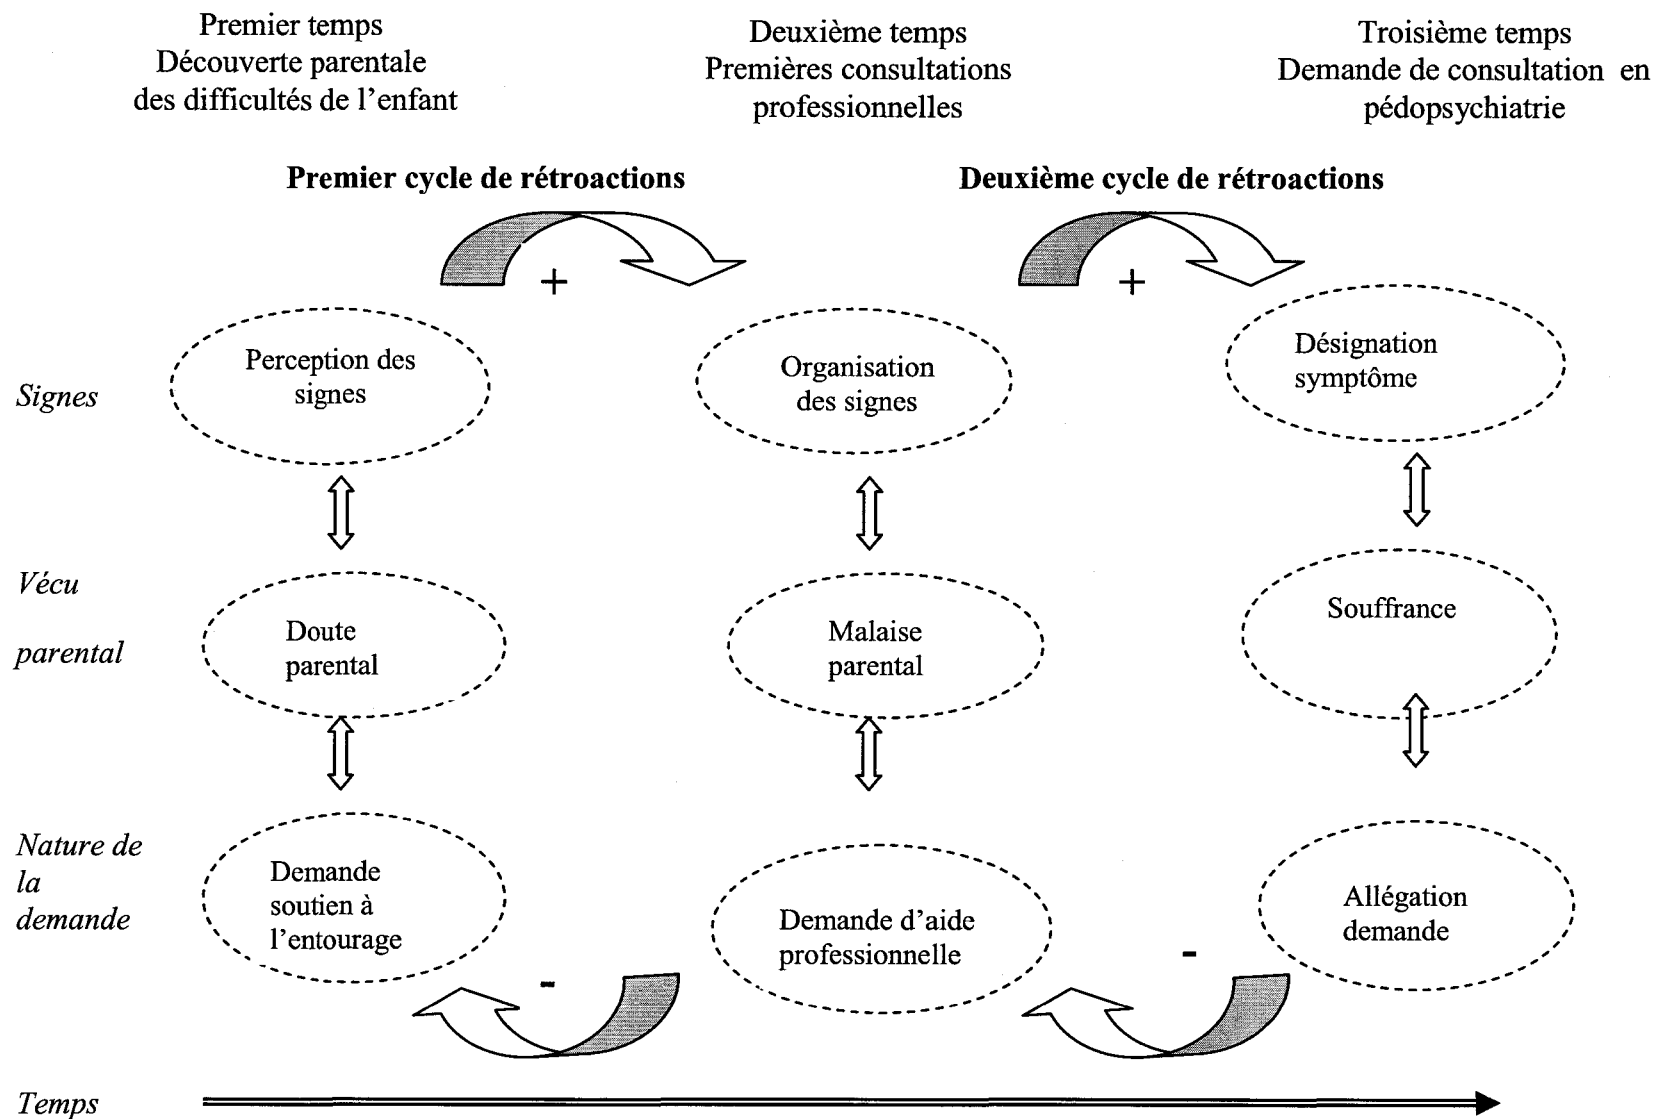 Premier temps
Découverte parentale
des difficultés de l'enfant
Deuxième temps
Premières consultations
professionnelles
Troisième temps
Demande de consultation en
pédopsychiatrie
Premier cycle de rétroactions
Deuxième cycle de rétroactions
+
+
Signes
Perception des
signes
Organisation
des signes
Désignation
symptôme
Vécu
parental
Doute
parental
Malaise
parental
Souffrance
Nature de
la
demande
Demande
soutien à
l'entourage
Demande d'aide
professionnelle
Allégation
demande
-
-
Temps